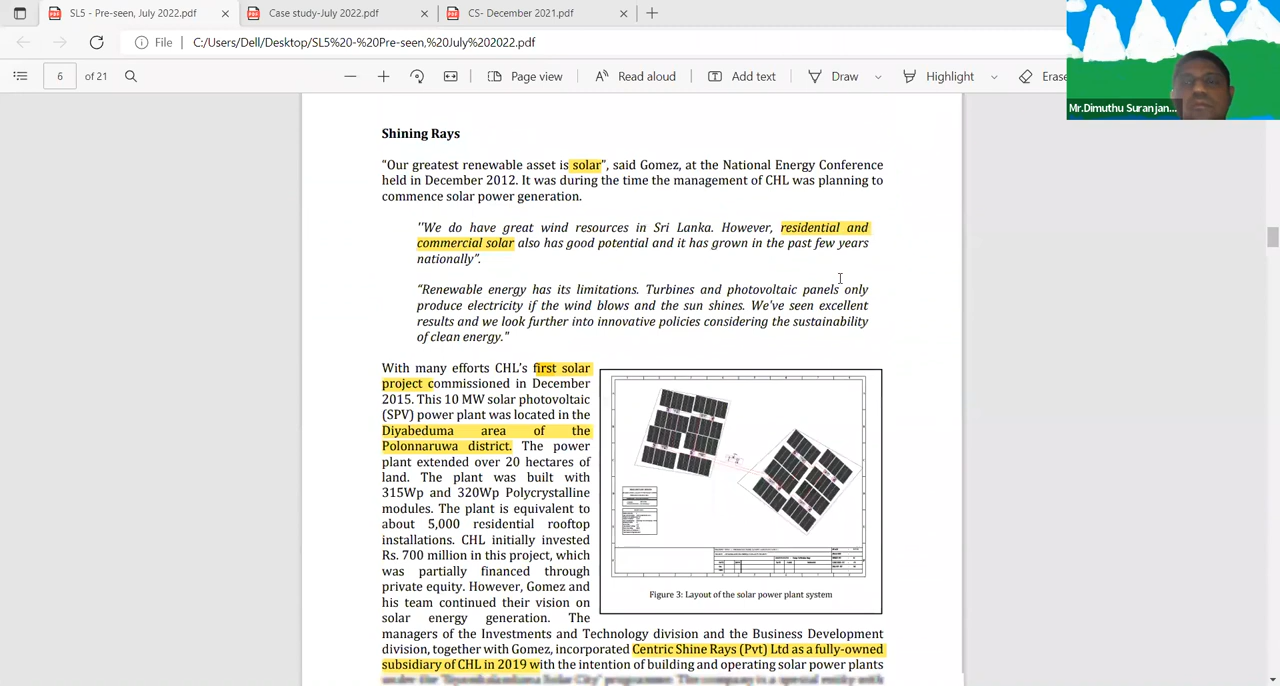 SL5 - Pre-seen, July 2022.pdf
Case study-July 2022.pdf
CS- December 2021.pdf
File
C:/Users/Dell/Desktop/SL5%20-%20Pre-seen,%20July%202022.pdf
6
of 21
Page view
Read aloud
Add text
Draw
Highlight
Erase
Mr.Dimuthu Suranjan...
Shining Rays
"Our greatest renewable asset is solar", said Gomez, at the National Energy Conference
held in December 2012. It was during the time the management of CHL was planning to
commence solar power generation.
"We do have great wind resources in Sri Lanka. However, residential and
commercial solar also has good potential and it has grown in the past few years
nationally".
"Renewable energy has its limitations. Turbines and photovoltaic panels only
produce electricity if the wind blows and the sun shines. We've seen excellent
results and we look further into innovative policies considering the sustainability
of clean energy."
With many efforts CHL's first solar
project commissioned in December
2015. This 10 MW solar photovoltaic
(SPV) power plant was located in the
Diyabeduma area of the
Polonnaruwa district. The power
plant extended over 20 hectares of
land. The plant was built with
315Wp and 320Wp Polycrystalline
modules. The plant is equivalent to
about 5,000 residential rooftop
installations. CHL initially invested
Rs. 700 million in this project, which
was partially financed through
private equity. However, Gomez and
his team continued their vision on
solar energy generation. The
Figure 3: Layout of the solar power plant system
managers of the Investments and Technology division and the Business Development
division, together with Gomez, incorporated Centric Shine Rays (Pvt) Ltd as a fully-owned
subsidiary of CHL in 2019 with the intention of building and operating solar power plants